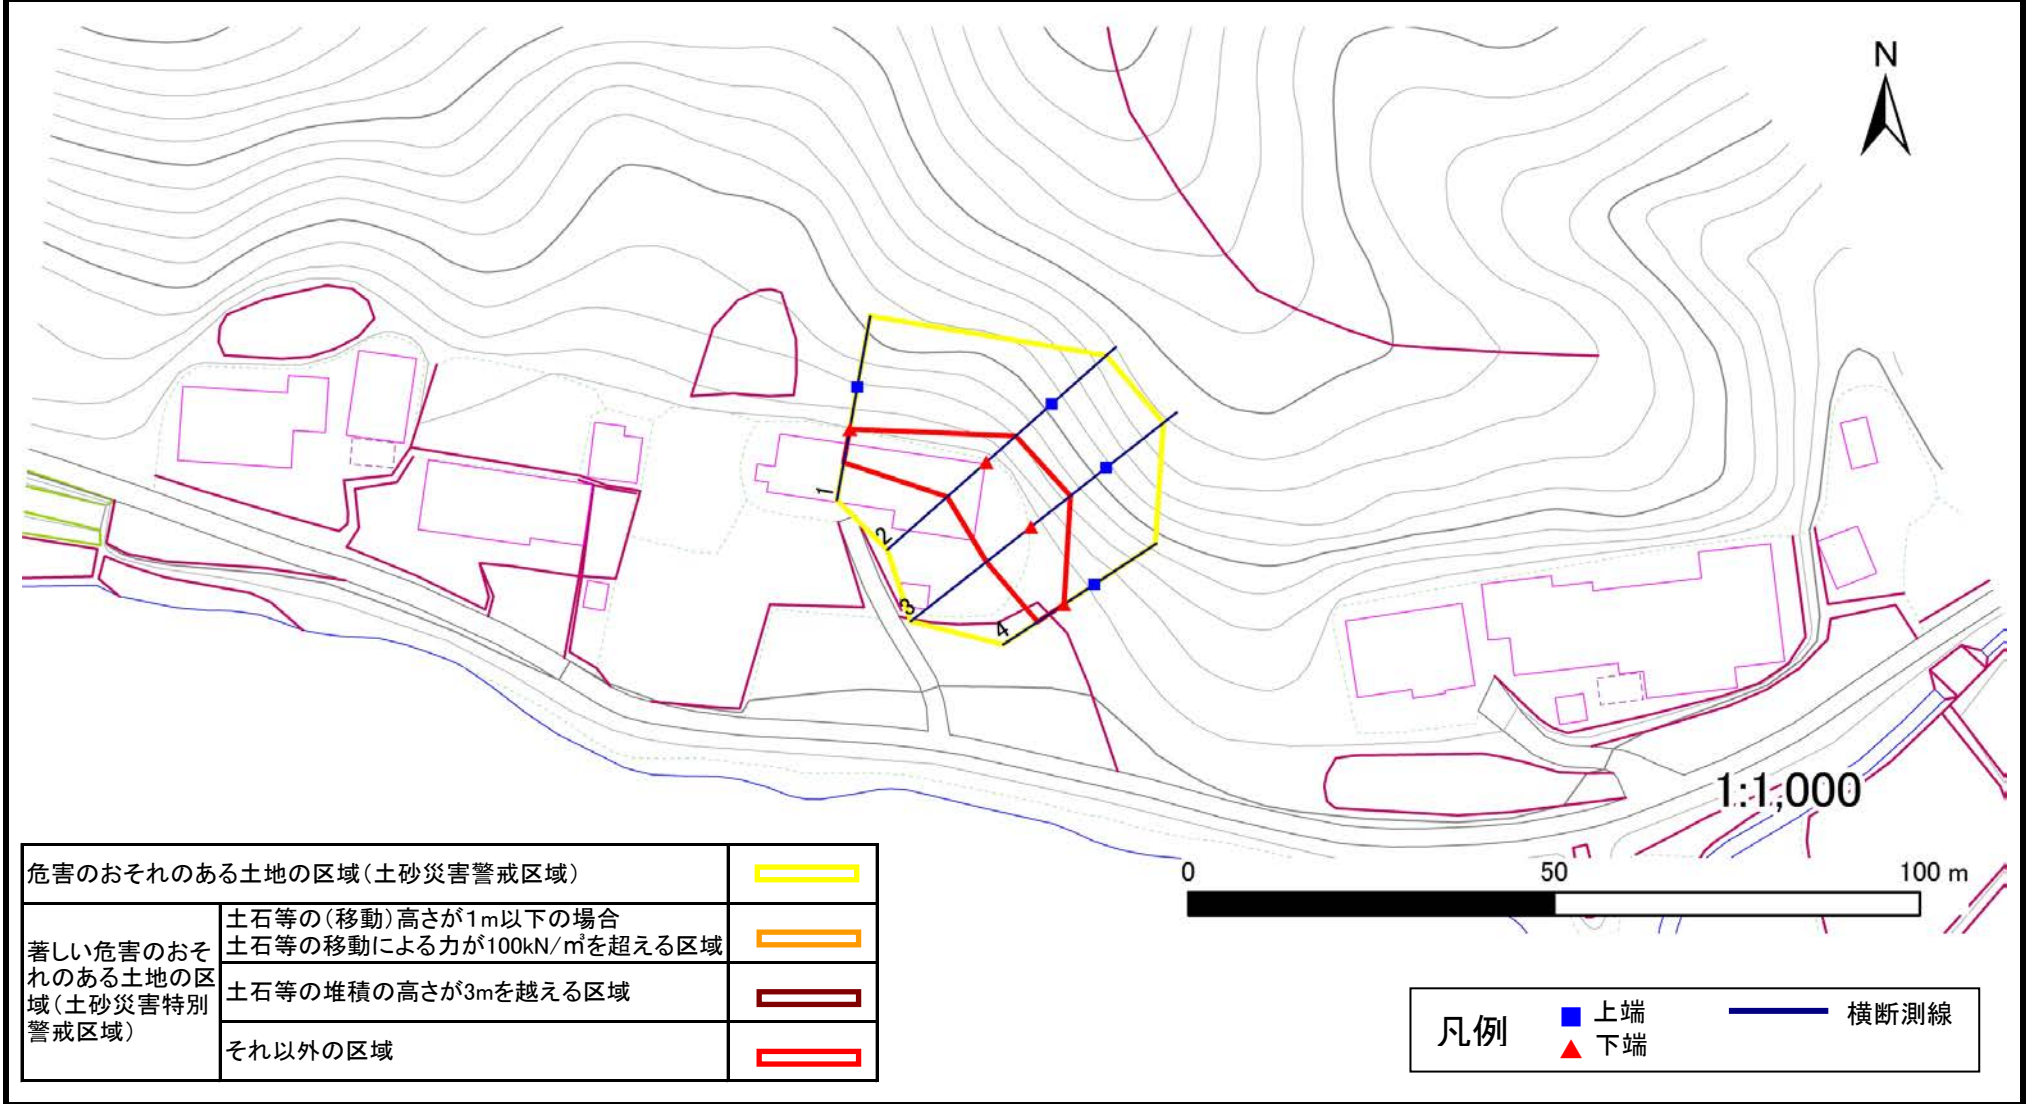 N
1
2
3
4
1:1,000
0 50 100 m
危害のおそれのある土地の区域(土砂災害警戒区域)
著しい危害のおそ
れのある土地の区
域(土砂災害特別
警戒区域)
土石等の(移動)高さが1m以下の場合
土石等の移動による力が100kN/㎥を超える区域
土石等の堆積の高さが3mを越える区域
それ以外の区域
凡例
上端
下端
横断測線